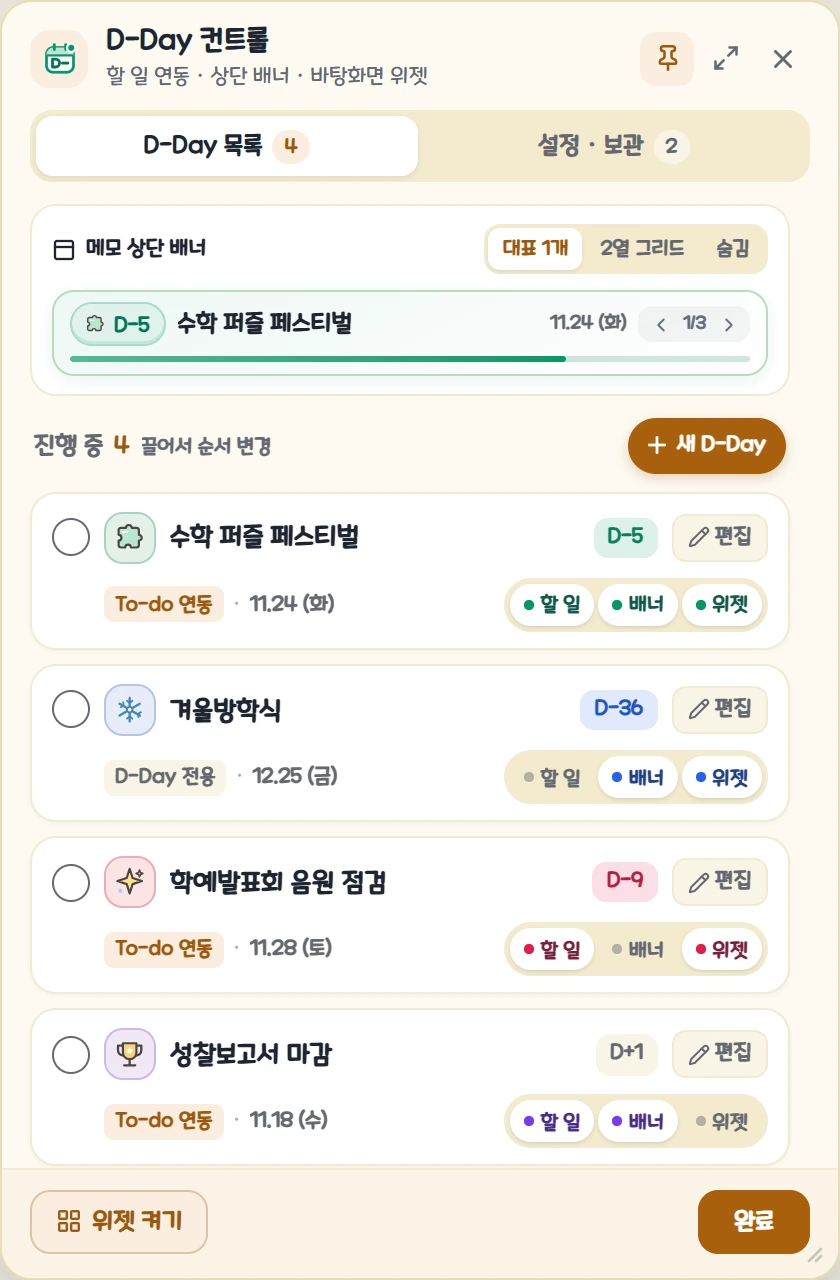 D-Day 컨트롤
할 일 연동 · 상단 배너 · 바탕화면 위젯
D-Day 목록 4
설정 · 보관 2
메모 상단 배너
대표 1개 2열 그리드 숨김
D-5 수학 퍼즐 페스티벌 11.24 (화) 1/3
진행 중 4 끌어서 순서 변경
+ 새 D-Day
수학 퍼즐 페스티벌 D-5 편집
To-do 연동 · 11.24 (화) 할 일 배너 위젯
겨울방학식 D-36 편집
D-Day 전용 · 12.25 (금) 할 일 배너 위젯
학예발표회 음원 점검 D-9 편집
To-do 연동 · 11.28 (토) 할 일 배너 위젯
성찰보고서 마감 D+1 편집
To-do 연동 · 11.18 (수) 할 일 배너 위젯
위젯 켜기
완료